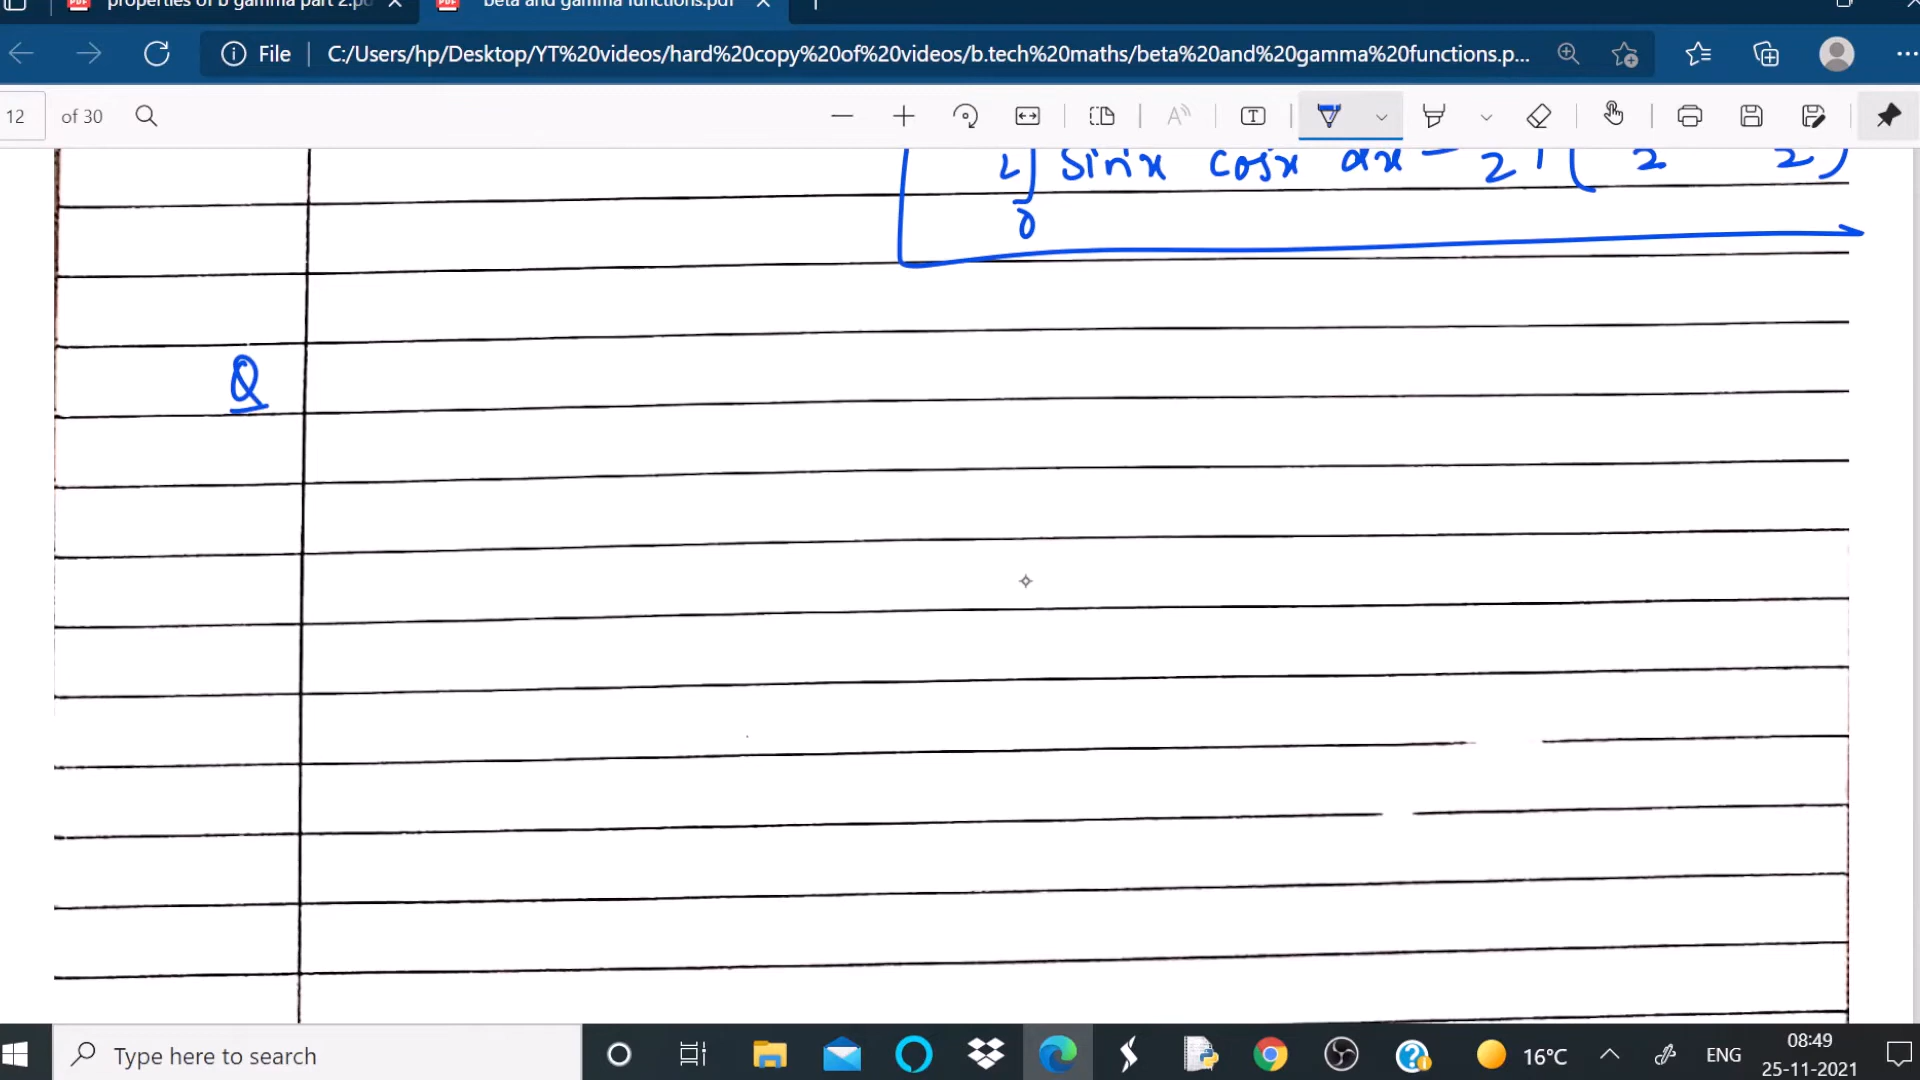 properties of b gamma part 2.pd
beta and gamma functions.pdf
File
C:/Users/hp/Desktop/YT%20videos/hard%20copy%20of%20videos/b.tech%20maths/beta%20and%20gamma%20functions.p...
12 of 30
∫ sin x cos x dx = 2 ( 2 2 )
0
Q
Type here to search
16°C
ENG
08:49
25-11-2021